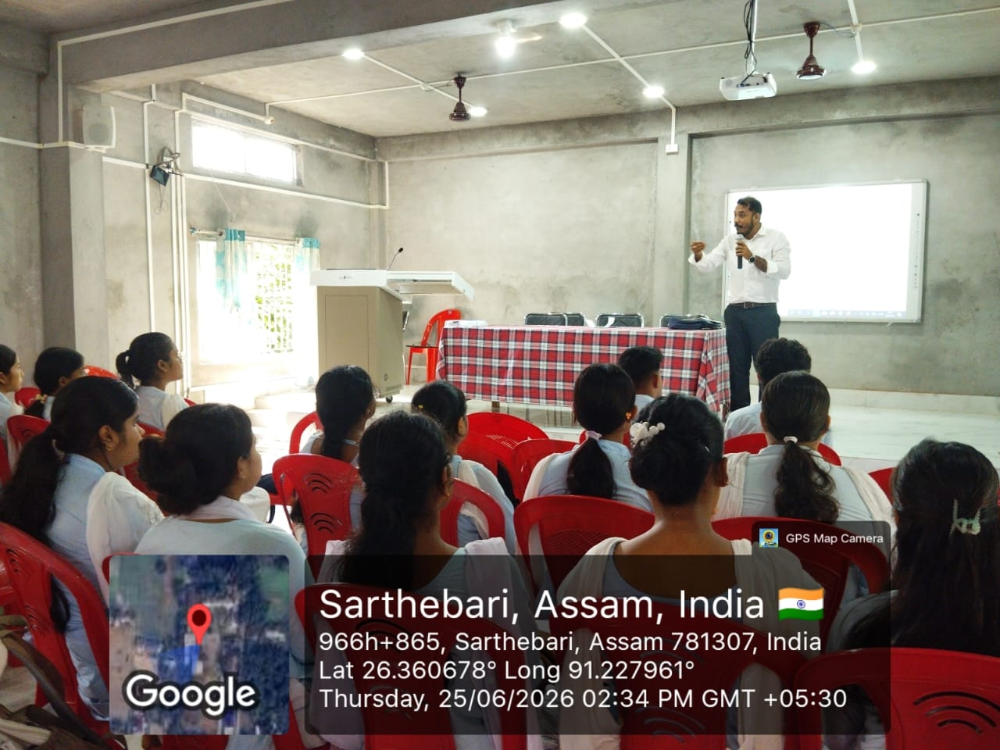 GPS Map Camera
Sarthebari, Assam, India 🇮🇳
966h+865, Sarthebari, Assam 781307, India
Lat 26.360678° Long 91.227961°
Thursday, 25/06/2026 02:34 PM GMT +05:30
Google